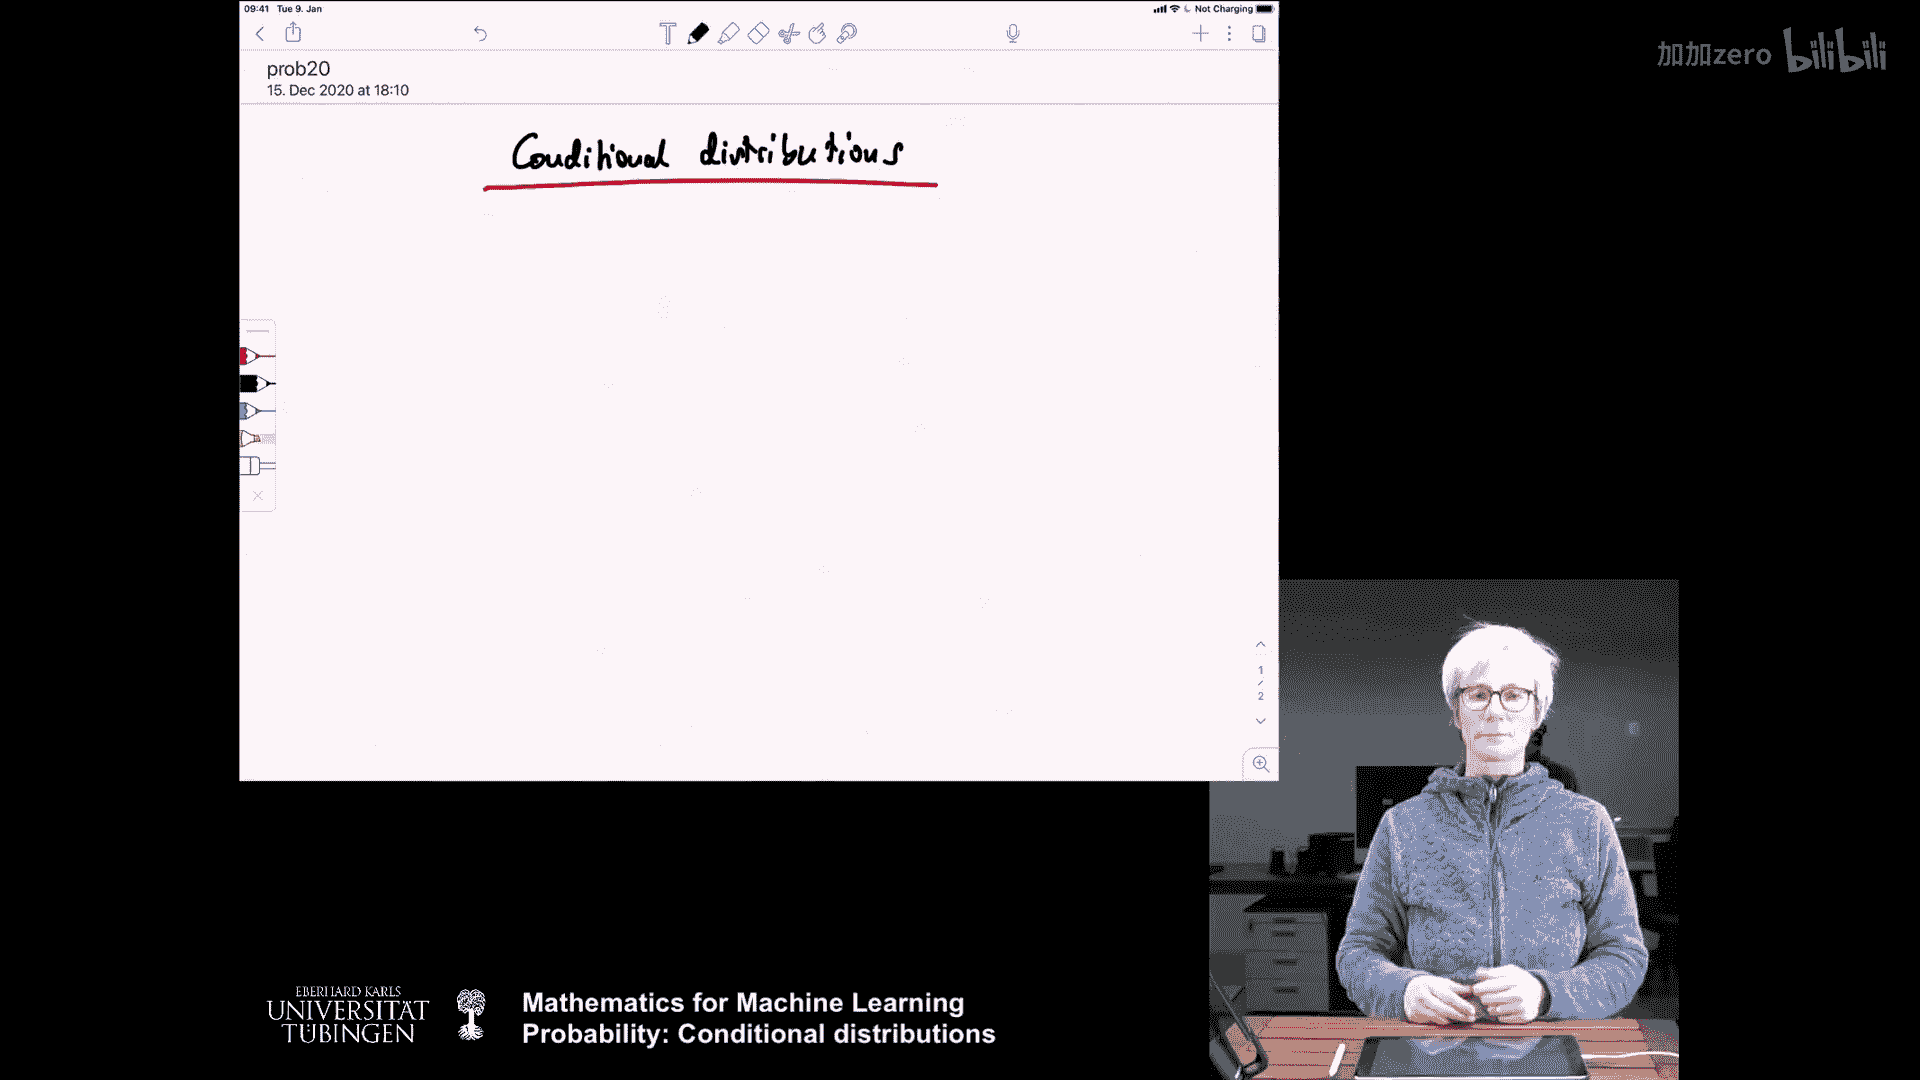 09:41 Tue 9. Jan
Not Charging
T
prob20
15. Dec 2020 at 18:10
Conditional distributions
1
/
2
加加zero bilibili
EBERHARD KARLS
UNIVERSITÄT
TÜBINGEN
Mathematics for Machine Learning
Probability: Conditional distributions